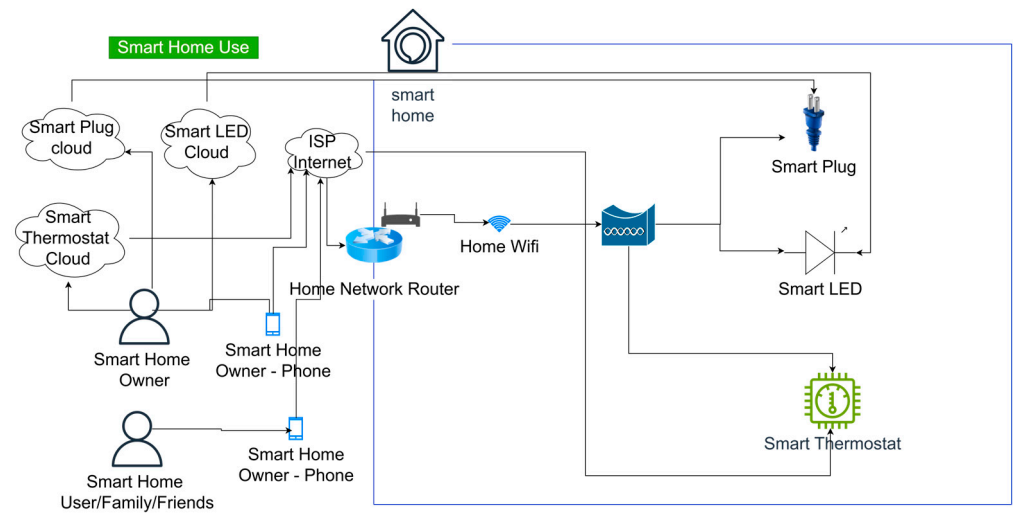 Smart Home Use
smart
home
Smart Plug
cloud
Smart LED
Cloud
ISP
Internet
Smart Plug
Smart
Thermostat
Cloud
Home Wifi
Home Network Router
Smart LED
Smart Home
Owner
Smart Home
Owner - Phone
Smart Thermostat
Smart Home
Owner - Phone
Smart Home
User/Family/Friends